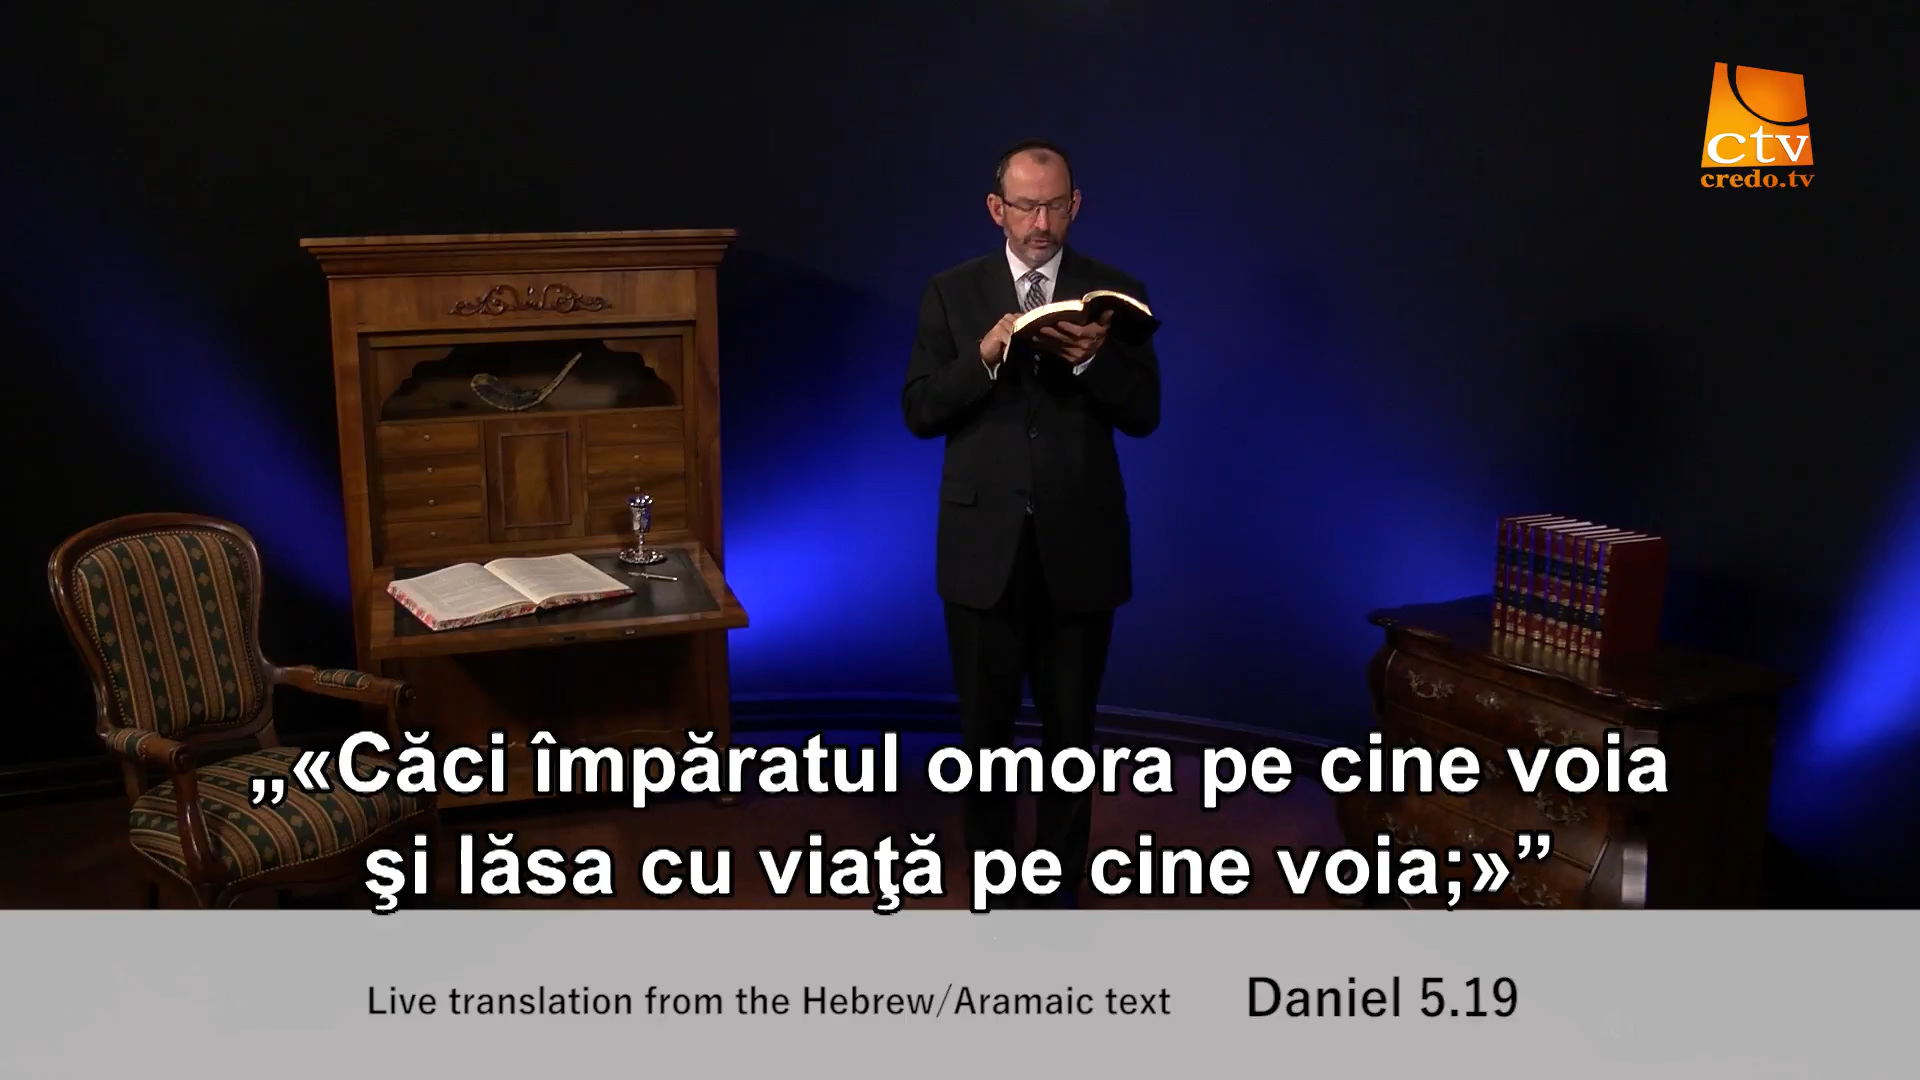 ctv
credo.tv
„«Căci împăratul omora pe cine voia
şi lăsa cu viaţă pe cine voia;»”
Live translation from the Hebrew/Aramaic text
Daniel 5.19